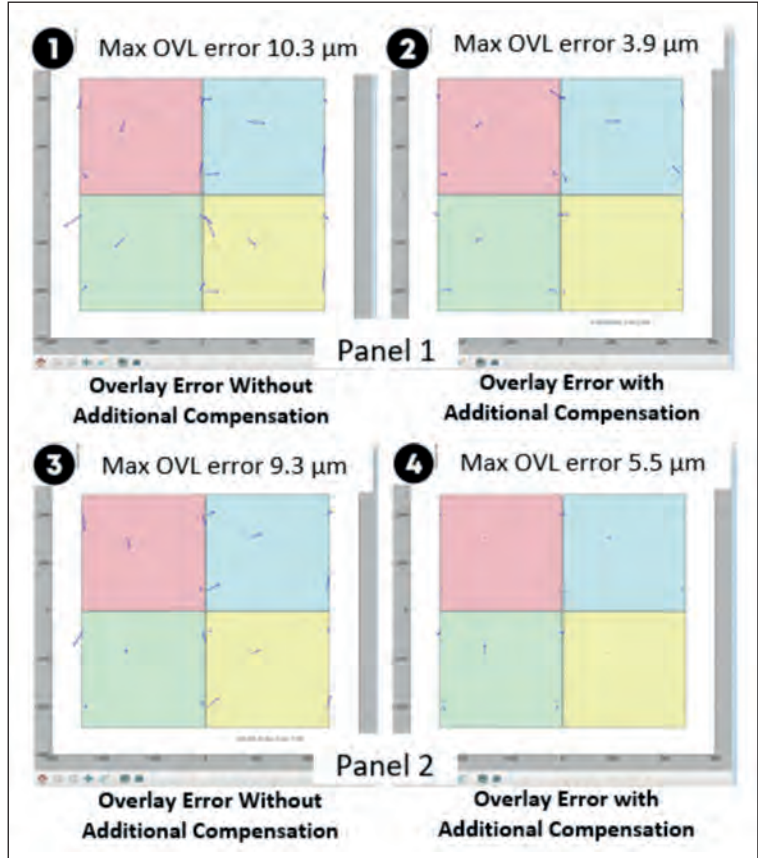 1 Max OVL error 10.3 µm
2 Max OVL error 3.9 µm
Panel 1
Overlay Error Without
Additional Compensation
Overlay Error with
Additional Compensation
3 Max OVL error 9.3 µm
4 Max OVL error 5.5 µm
Panel 2
Overlay Error Without
Additional Compensation
Overlay Error with
Additional Compensation